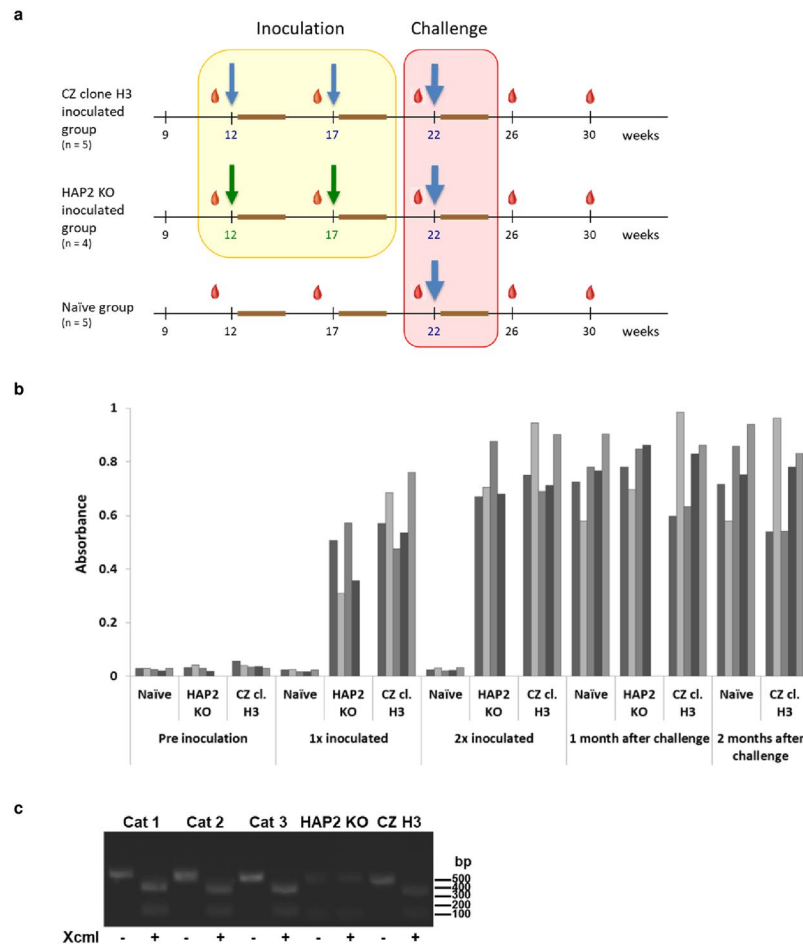 a
Inoculation Challenge
CZ clone H3
inoculated
group
(n = 5)
9 12 17 22 26 30 weeks
HAP2 KO
inoculated
group
(n = 4)
9 12 17 22 26 30 weeks
Naïve group
(n = 5)
9 12 17 22 26 30 weeks
b
Absorbance
1
0.8
0.6
0.4
0.2
0
Naïve HAP2 KO CZ cl. H3 Naïve HAP2 KO CZ cl. H3 Naïve HAP2 KO CZ cl. H3 Naïve HAP2 KO CZ cl. H3 Naïve CZ cl. H3
Pre inoculation 1x inoculated 2x inoculated 1 month after challenge 2 months after challenge
c
Cat 1 Cat 2 Cat 3 HAP2 KO CZ H3
bp
500
400
300
200
100
XcmI - + - + - + - + - +